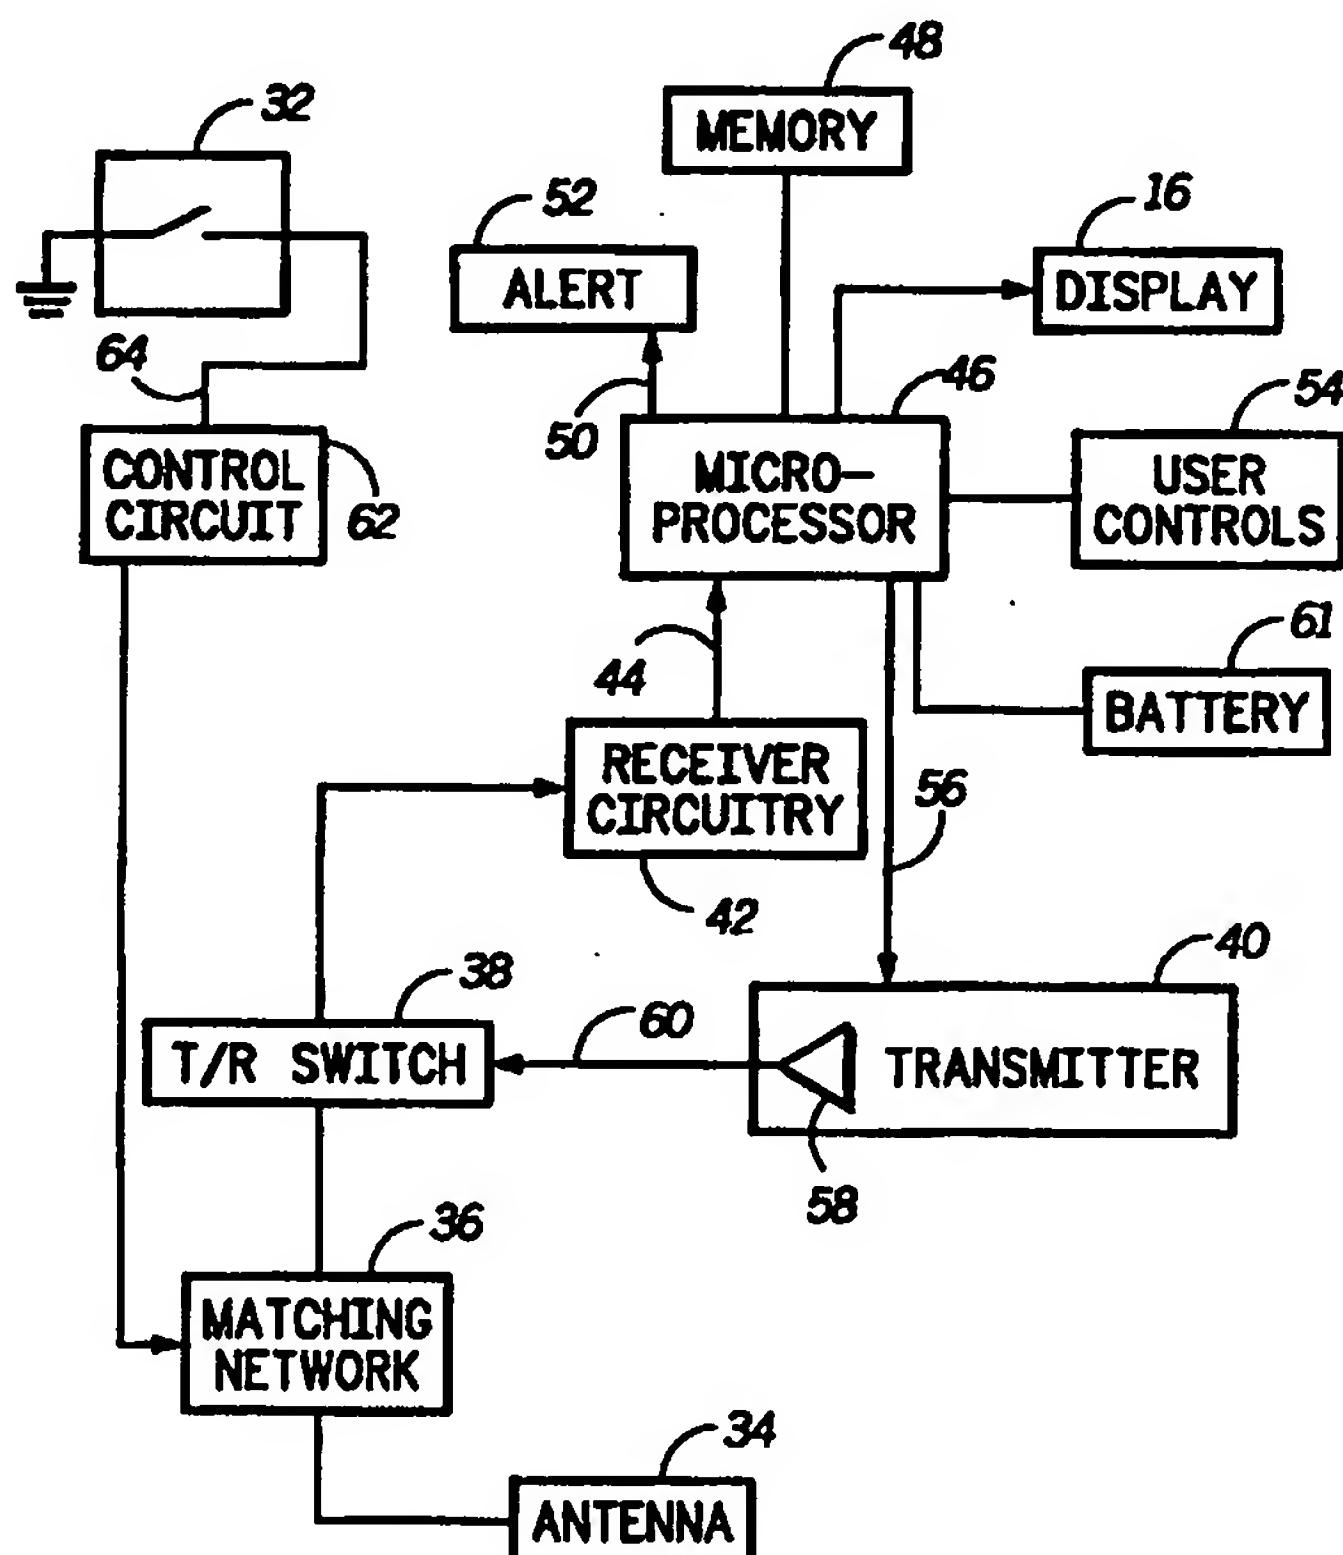 48
MEMORY
32
52
ALERT
16
DISPLAY
64
46
54
50
CONTROL
CIRCUIT
62
MICRO-
PROCESSOR
USER
CONTROLS
61
BATTERY
44
RECEIVER
CIRCUITRY
42
56
40
38
60
T/R SWITCH
TRANSMITTER
58
36
MATCHING
NETWORK
34
ANTENNA